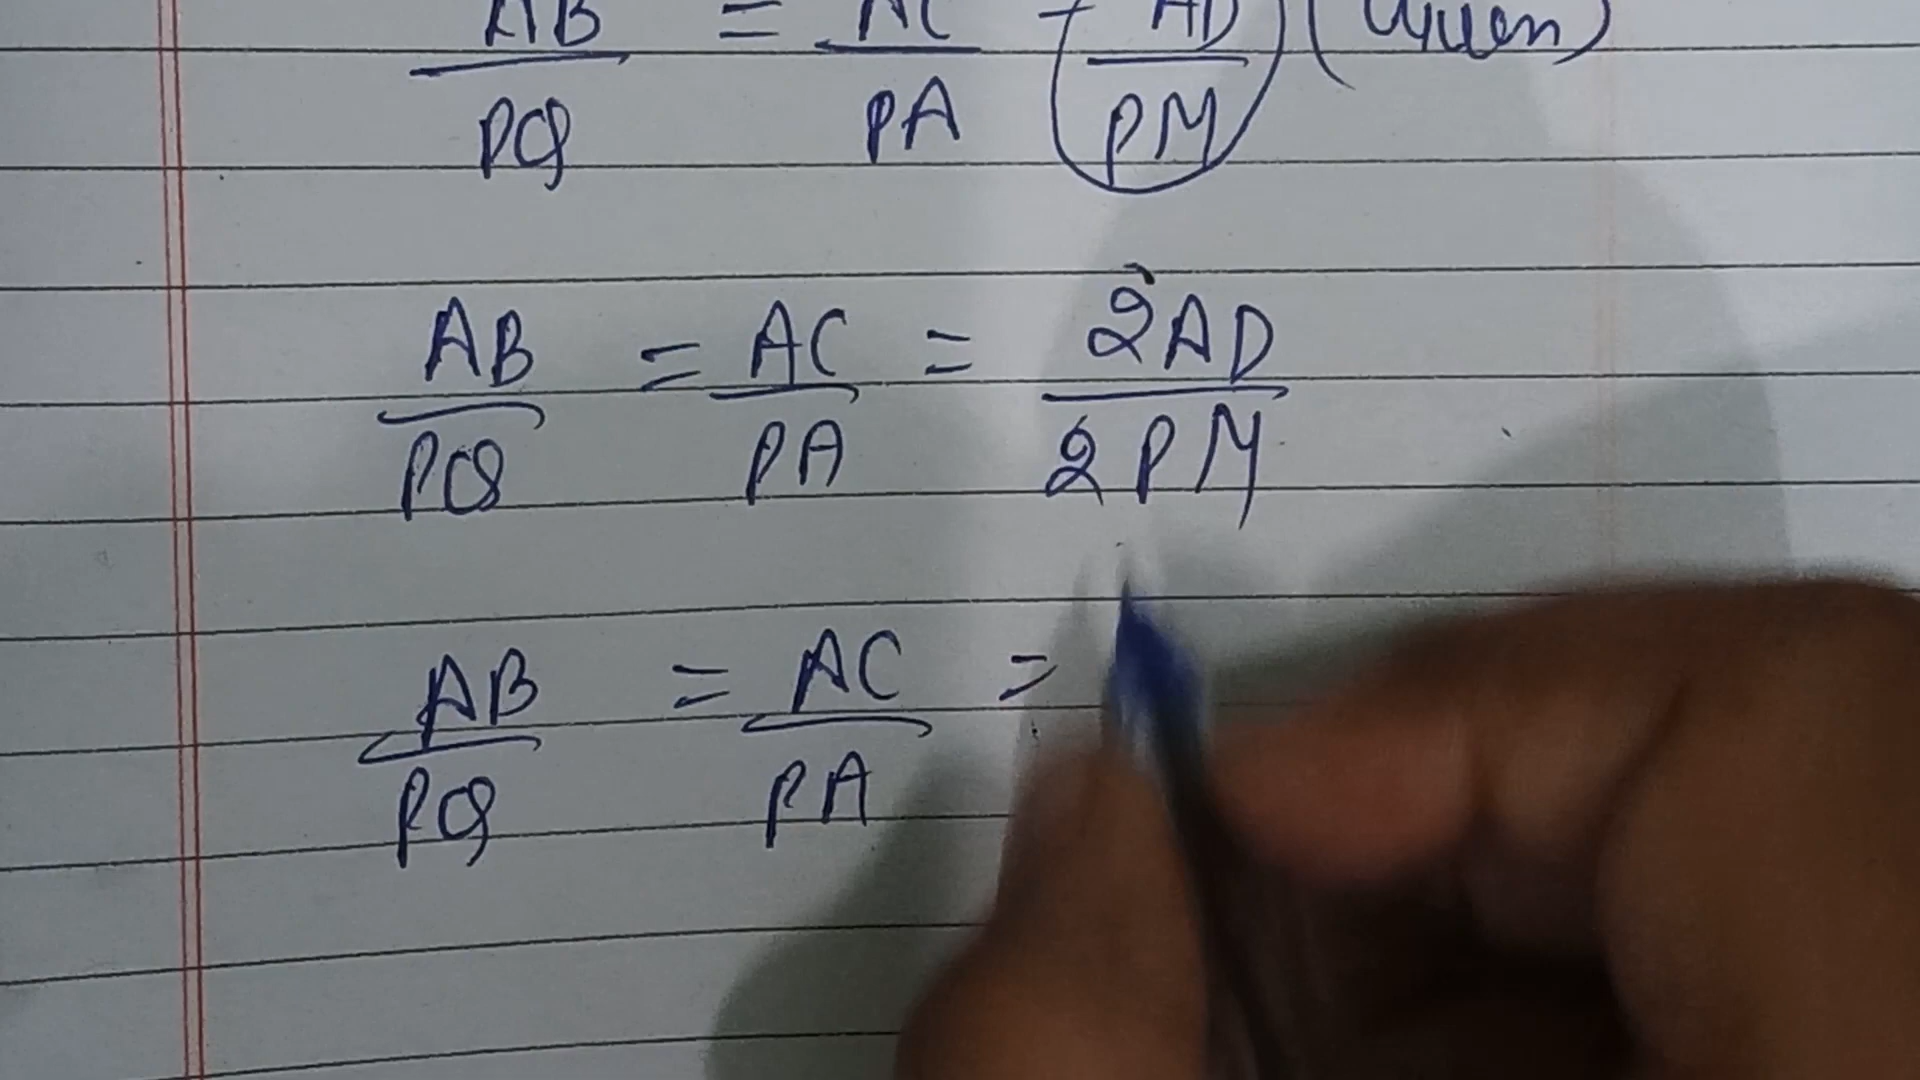 AB = AC = AD (Given)
PQ PA PM
AB = AC = 2AD
PQ PA 2PM
AB = AC =
PQ PA